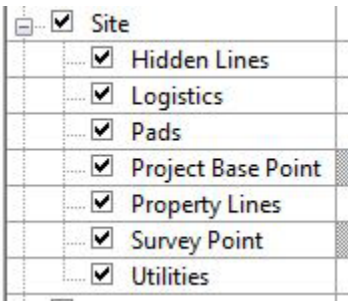 Site
Hidden Lines
Logistics
Pads
Project Base Point
Property Lines
Survey Point
Utilities